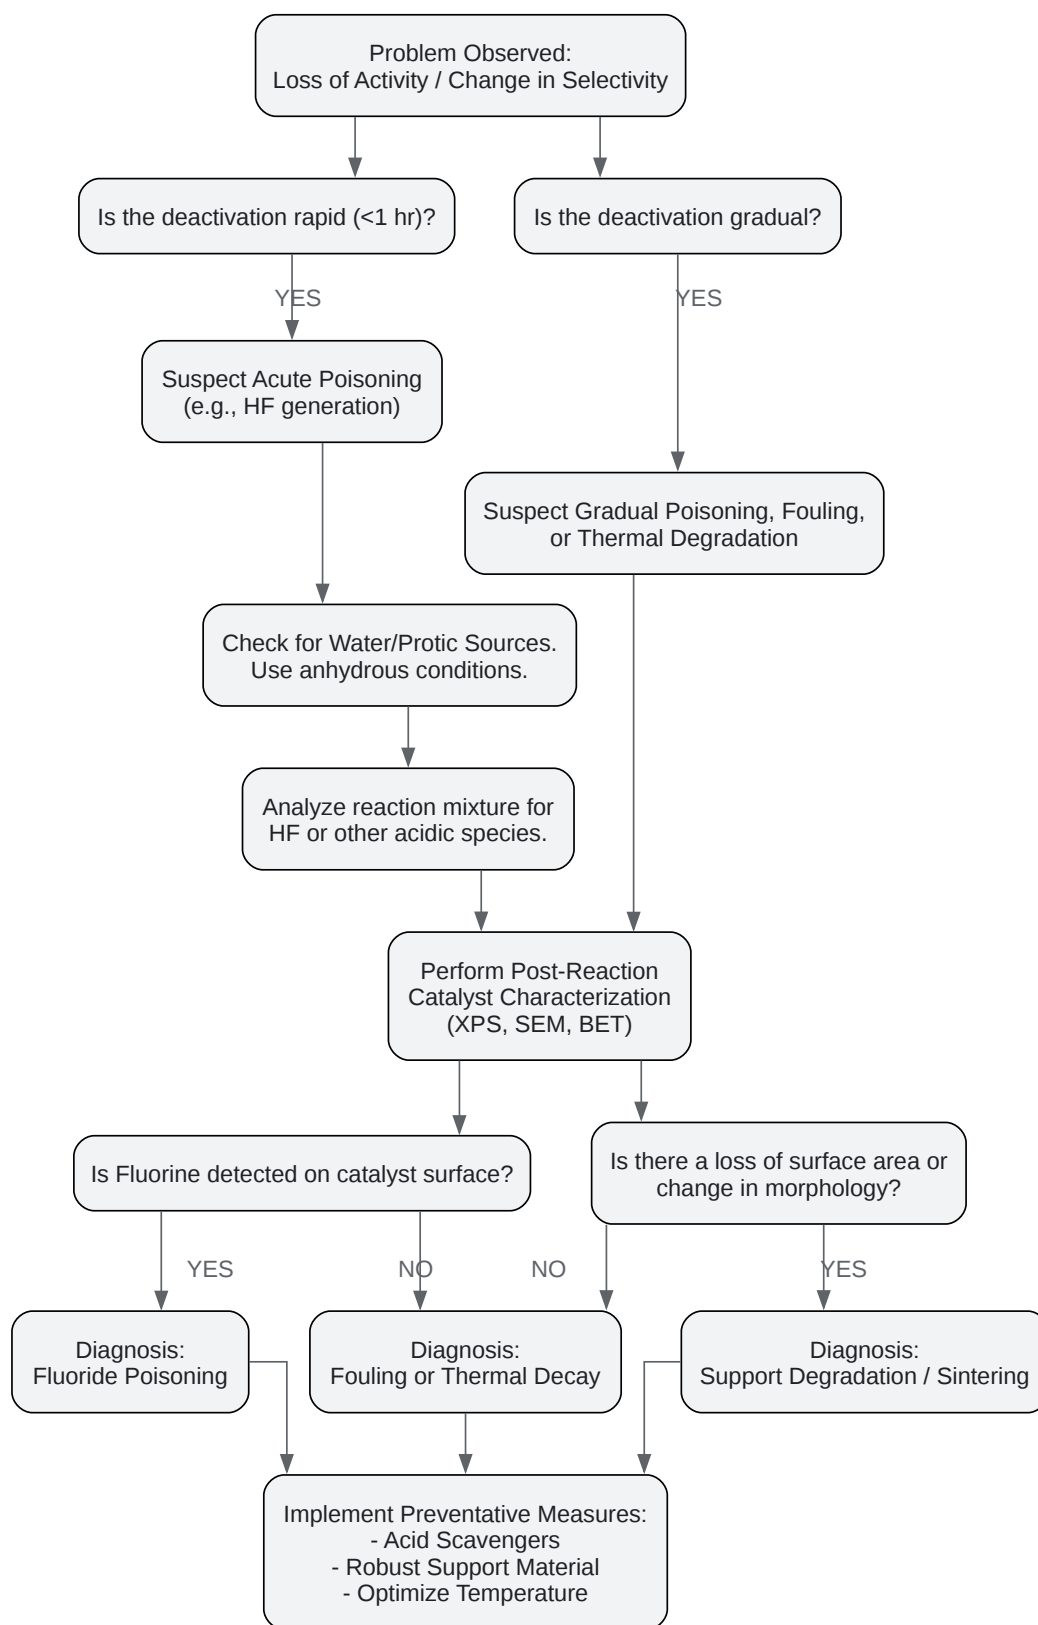 Problem Observed:
Loss of Activity / Change in Selectivity
Is the deactivation rapid (<1 hr)?
Is the deactivation gradual?
YES
YES
Suspect Acute Poisoning
(e.g., HF generation)
Suspect Gradual Poisoning, Fouling,
or Thermal Degradation
Check for Water/Protic Sources.
Use anhydrous conditions.
Analyze reaction mixture for
HF or other acidic species.
Perform Post-Reaction
Catalyst Characterization
(XPS, SEM, BET)
Is Fluorine detected on catalyst surface?
Is there a loss of surface area or
change in morphology?
YES
NO
NO
YES
Diagnosis:
Fluoride Poisoning
Diagnosis:
Fouling or Thermal Decay
Diagnosis:
Support Degradation / Sintering
Implement Preventative Measures:
- Acid Scavengers
- Robust Support Material
- Optimize Temperature